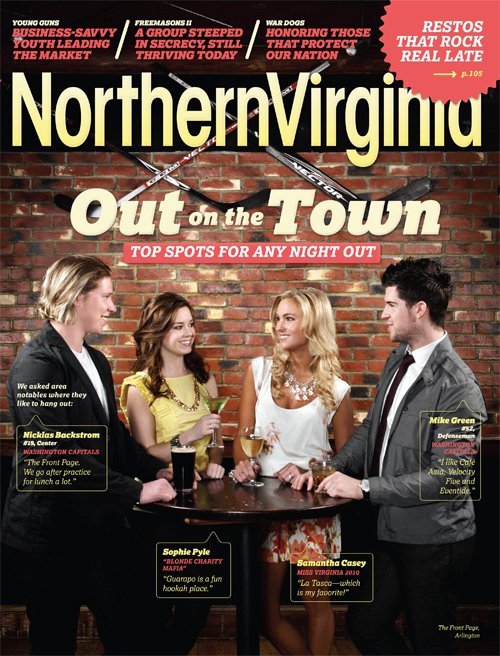 YOUNG GUNS
BUSINESS-SAVVY
YOUTH LEADING
THE MARKET
FREEMASONS II
A GROUP STEEPED
IN SECRECY, STILL
THRIVING TODAY
WAR DOGS
HONORING THOSE
THAT PROTECT
OUR NATION
RESTOS
THAT ROCK
REAL LATE
p.105
NorthernVirginia
VECTOR
Out on the Town
TOP SPOTS FOR ANY NIGHT OUT
We asked area
notables where they
like to hang out:
Nicklas Backstrom
#19, Center
WASHINGTON CAPITALS
"The Front Page.
We go after practice
for lunch a lot."
Mike Green
#52,
Defenseman
WASHINGTON
CAPITALS
"I like Cafe
Asia, Velocity
Five and
Eventide."
Sophie Pyle
"BLONDE CHARITY
MAFIA"
"Guarapo is a fun
hookah place."
Samantha Casey
MISS VIRGINIA 2010
"La Tasca—which
is my favorite!"
The Front Page,
Arlington